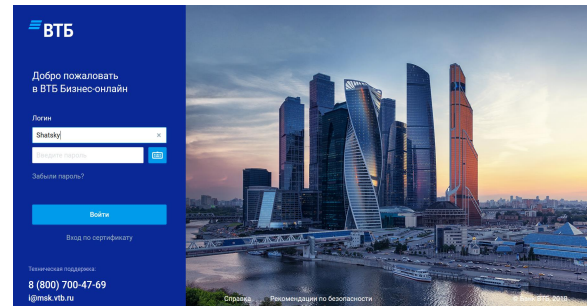 ВТБ
Добро пожаловать
в ВТБ Бизнес-онлайн
Логин
Shatsky
Введите пароль
Забыли пароль?
Войти
Вход по сертификату
Техническая поддержка:
8 (800) 700-47-69
i@msk.vtb.ru
Справка Рекомендации по безопасности
© Банк ВТБ, 2018